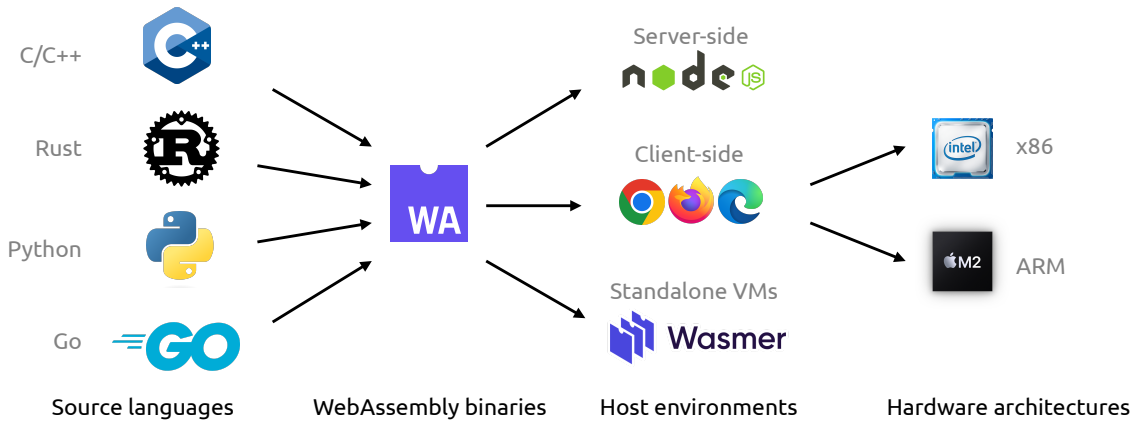 C/C++
C++
Rust
R
Python
Go
GO
Source languages
WA
WebAssembly binaries
Server-side
node
JS
Client-side
Standalone VMs
Wasmer
Host environments
intel
x86
M2
ARM
Hardware architectures